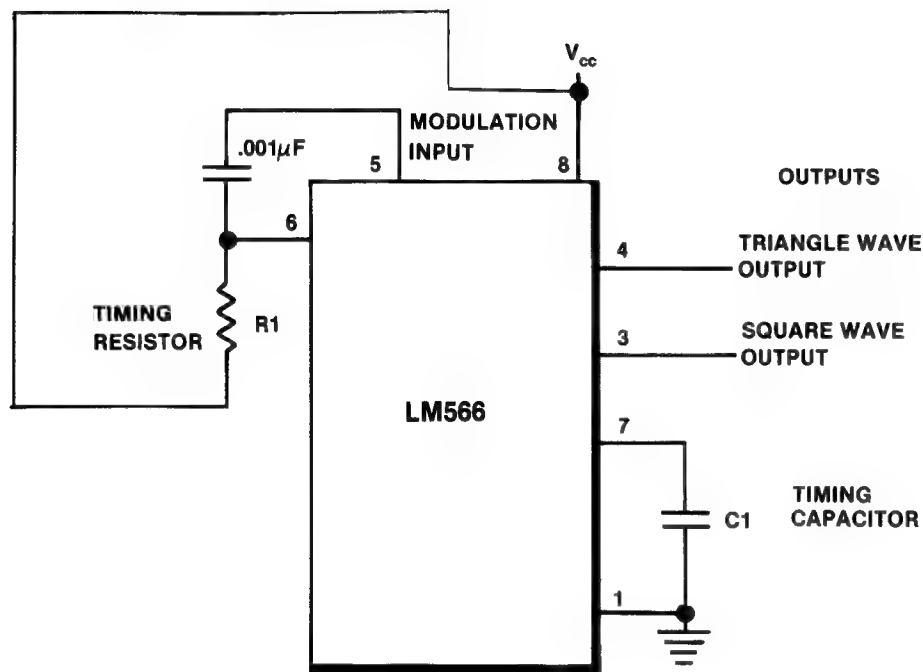 Vcc
MODULATION
INPUT
.001µF
5
8
OUTPUTS
6
4
TRIANGLE WAVE
OUTPUT
TIMING
RESISTOR
R1
3
SQUARE WAVE
OUTPUT
LM566
7
TIMING
CAPACITOR
C1
1